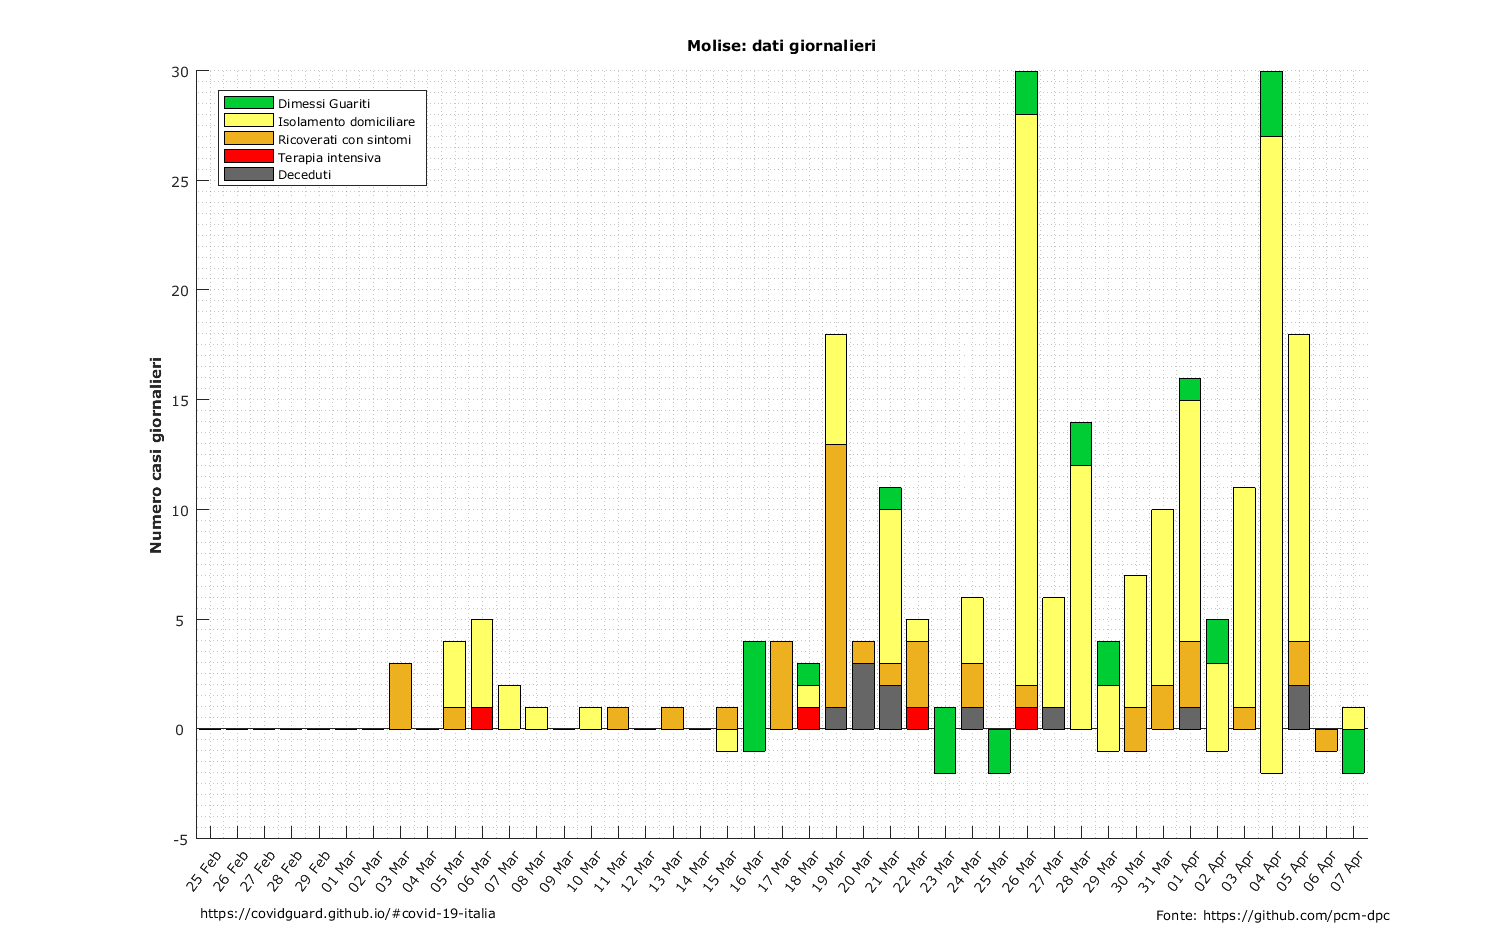 Molise: dati giornalieri
30
25
20
15
10
5
0
-5
Numero casi giornalieri
Dimessi Guariti
Isolamento domiciliare
Ricoverati con sintomi
Terapia intensiva
Deceduti
25 Feb
26 Feb
27 Feb
28 Feb
29 Feb
01 Mar
02 Mar
03 Mar
04 Mar
05 Mar
06 Mar
07 Mar
08 Mar
09 Mar
10 Mar
11 Mar
12 Mar
13 Mar
14 Mar
15 Mar
16 Mar
17 Mar
18 Mar
19 Mar
20 Mar
21 Mar
22 Mar
23 Mar
24 Mar
25 Mar
26 Mar
27 Mar
28 Mar
29 Mar
30 Mar
31 Mar
01 Apr
02 Apr
03 Apr
04 Apr
05 Apr
06 Apr
07 Apr
https://covidguard.github.io/#covid-19-italia
Fonte: https://github.com/pcm-dpc